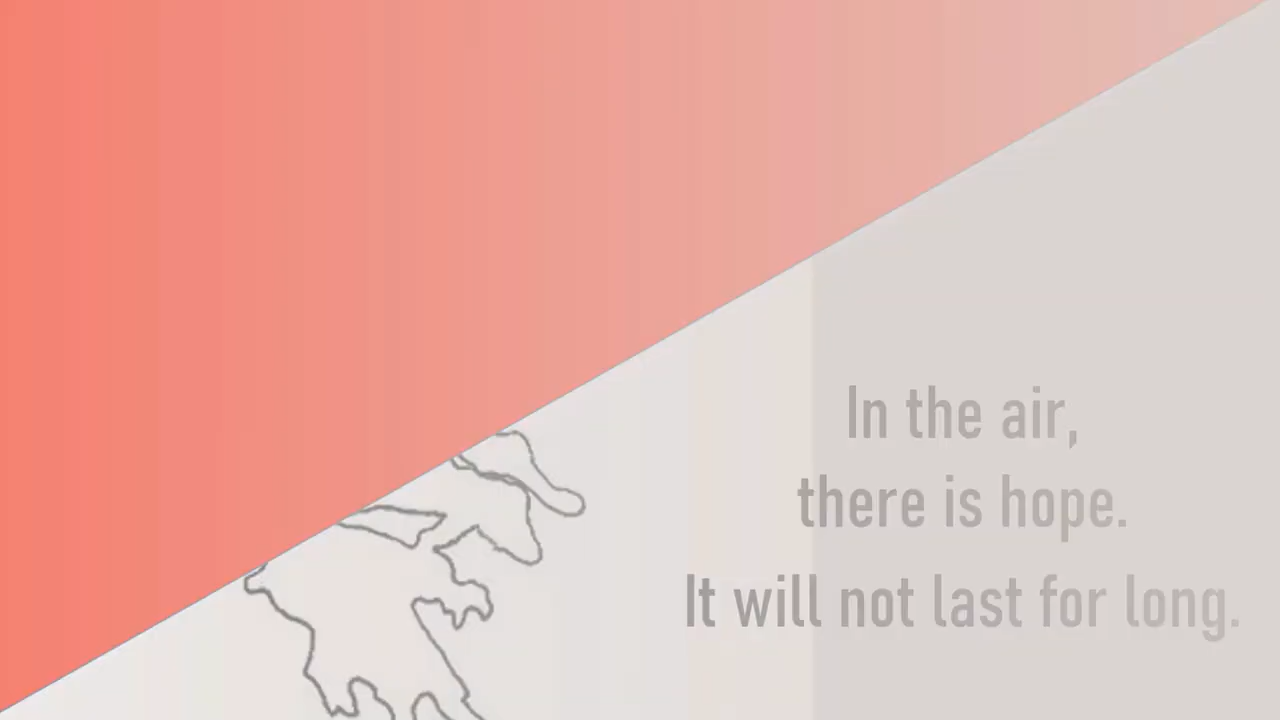 In the air,
there is hope.
It will not last for long.